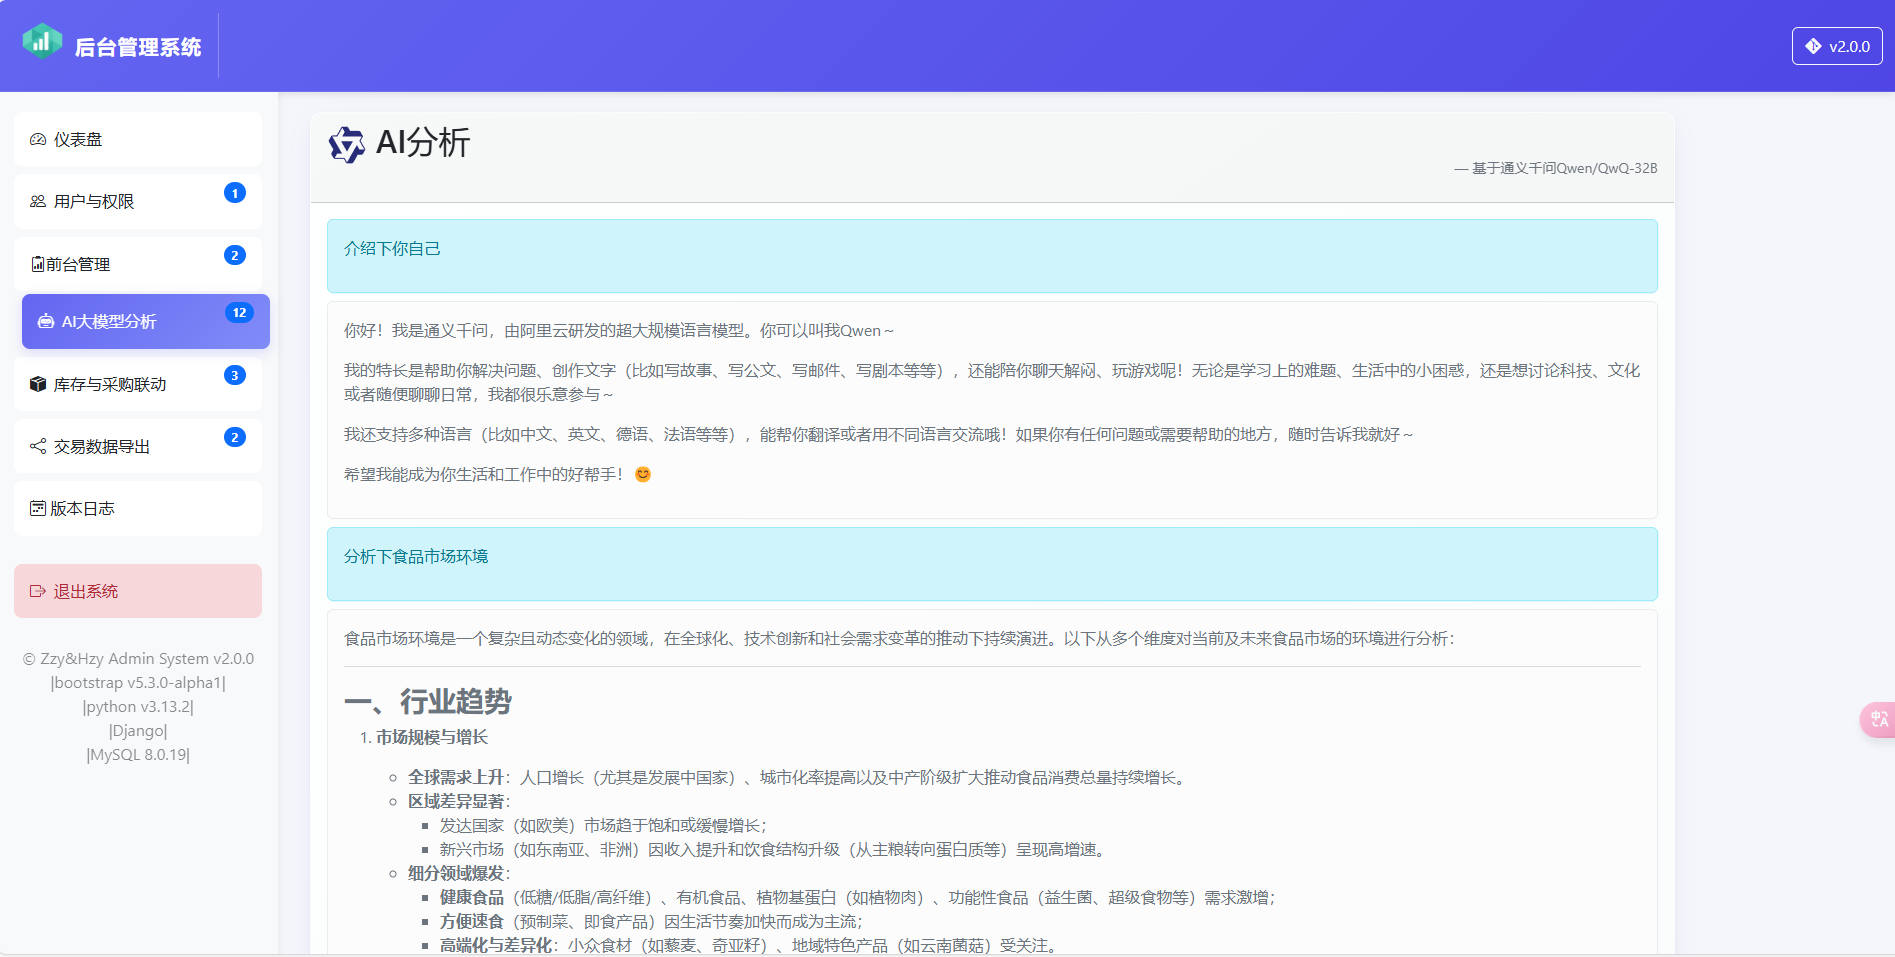 后台管理系统
v2.0.0
仪表盘
用户与权限
1
前台管理
2
AI大模型分析
12
库存与采购联动
3
交易数据导出
2
版本日志
退出系统
© Zzy&Hzy Admin System v2.0.0
|bootstrap v5.3.0-alpha1|
|python v3.13.2|
|Django|
|MySQL 8.0.19|
AI分析
— 基于通义千问Qwen/QwQ-32B
介绍下你自己
你好！我是通义千问，由阿里云研发的超大规模语言模型。你可以叫我Qwen～
我的特长是帮助你解决问题、创作文字（比如写故事、写公文、写邮件、写剧本等等），还能陪你聊天解闷、玩游戏呢！无论是学习上的难题、生活中的小困惑，还是想讨论科技、文化
或者随便聊聊日常，我都很乐意参与～
我还支持多种语言（比如中文、英文、德语、法语等等），能帮你翻译或者用不同语言交流哦！如果你有任何问题或需要帮助的地方，随时告诉我就好～
希望我能成为你生活和工作中的好帮手！😊
分析下食品市场环境
食品市场环境是一个复杂且动态变化的领域，在全球化、技术创新和社会需求变革的推动下持续演进。以下从多个维度对当前及未来食品市场的环境进行分析：
一、行业趋势
1. 市场规模与增长
全球需求上升：人口增长（尤其是发展中国家）、城市化率提高以及中产阶级扩大推动食品消费总量持续增长。
区域差异显著：
发达国家（如欧美）市场趋于饱和或缓慢增长；
新兴市场（如东南亚、非洲）因收入提升和饮食结构升级（从主粮转向蛋白质等）呈现高增速。
细分领域爆发：
健康食品（低糖/低脂/高纤维）、有机食品、植物基蛋白（如植物肉）、功能性食品（益生菌、超级食物等）需求激增；
方便速食（预制菜、即食产品）因生活节奏加快而成为主流；
高端化与差异化：小众食材（如藜麦、奇亚籽）、地域特色产品（如云南菌菇）受关注。
中A